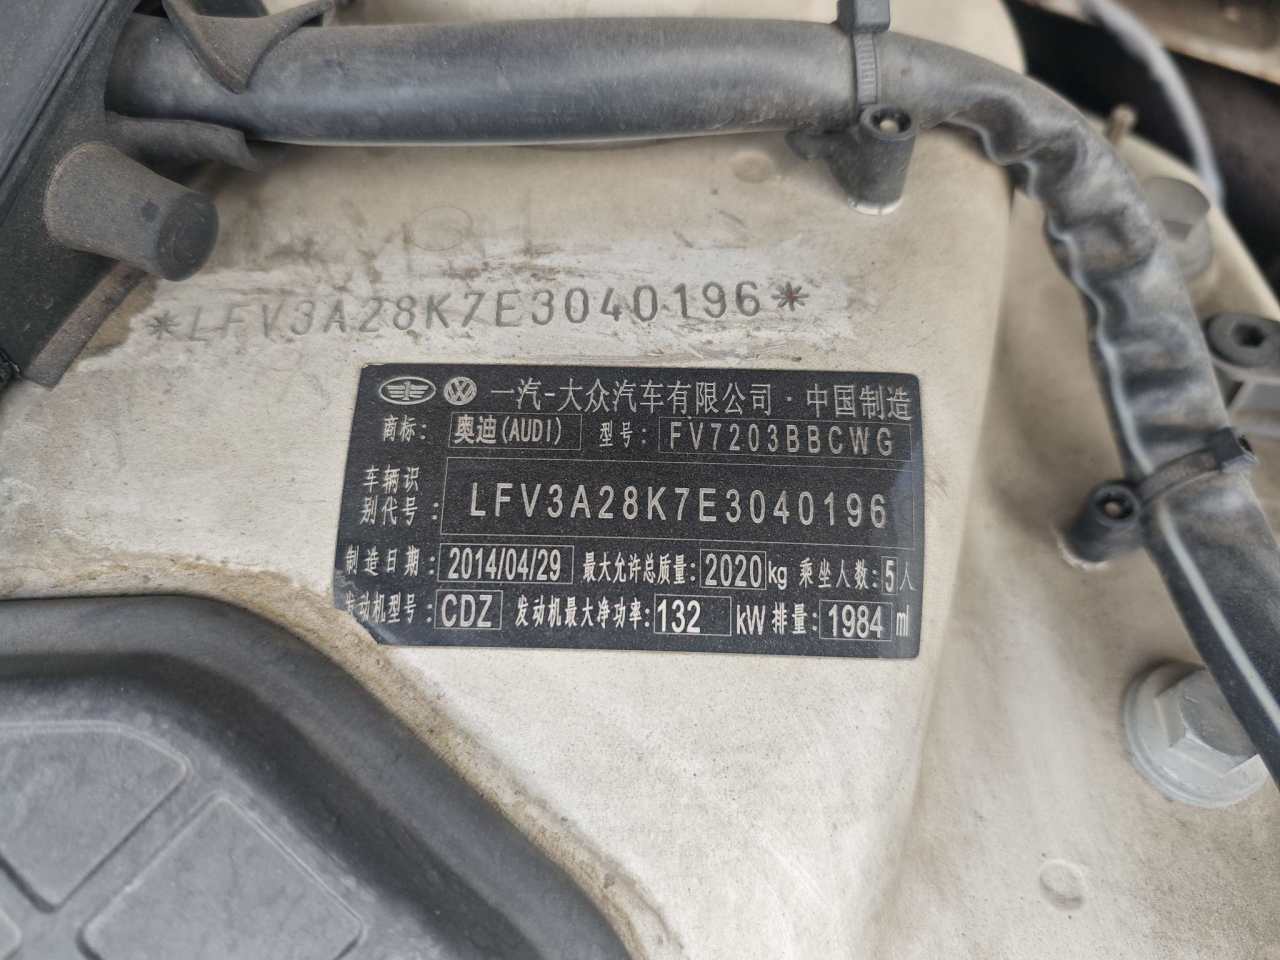 *LFV3A28K7E3040196*
一汽-大众汽车有限公司·中国制造
商标: 奥迪(AUDI) 型号: FV7203BBCWG
车辆识别代号: LFV3A28K7E3040196
制造日期: 2014/04/29 最大允许总质量: 2020kg 乘坐人数: 5人
发动机型号: CDZ 发动机最大净功率: 132 kW 排量: 1984 ml